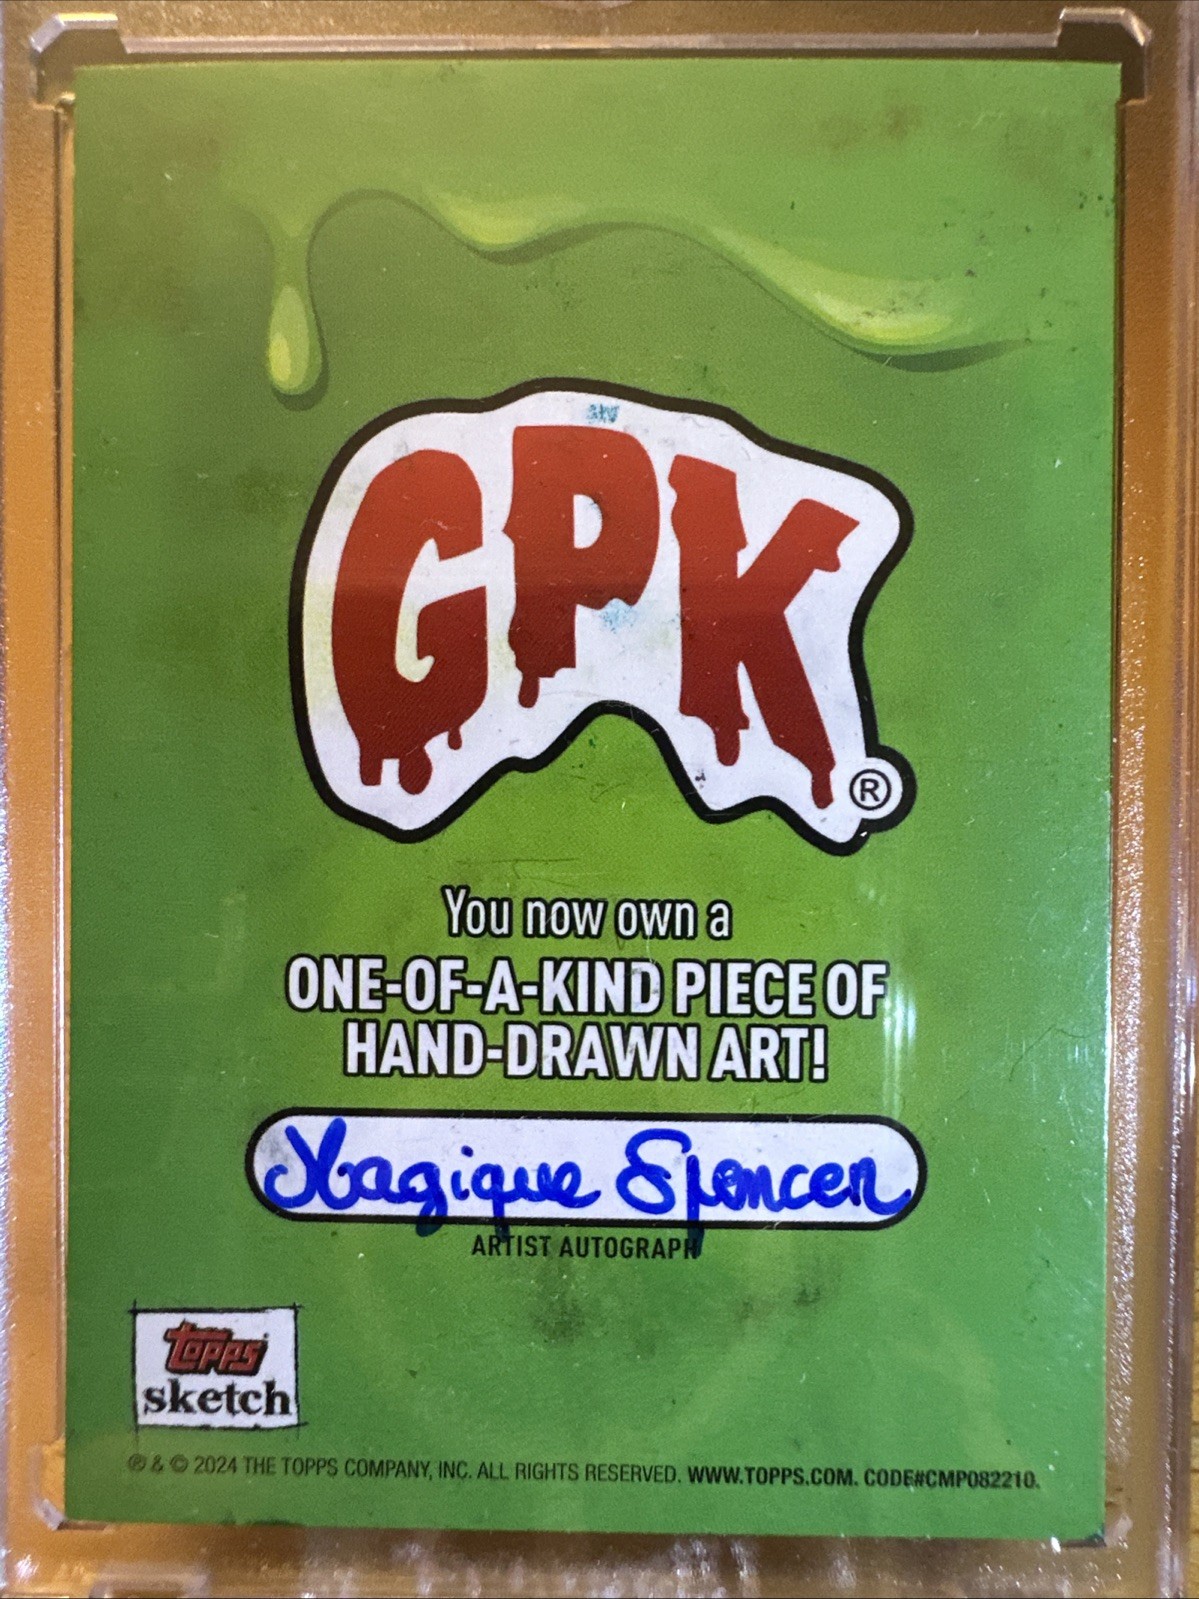 GPK®
You now own a
ONE-OF-A-KIND PIECE OF
HAND-DRAWN ART!
Magique Spencer
ARTIST AUTOGRAPH
topps®
sketch
® & © 2024 THE TOPPS COMPANY, INC. ALL RIGHTS RESERVED. WWW.TOPPS.COM. CODE#CMP082210.